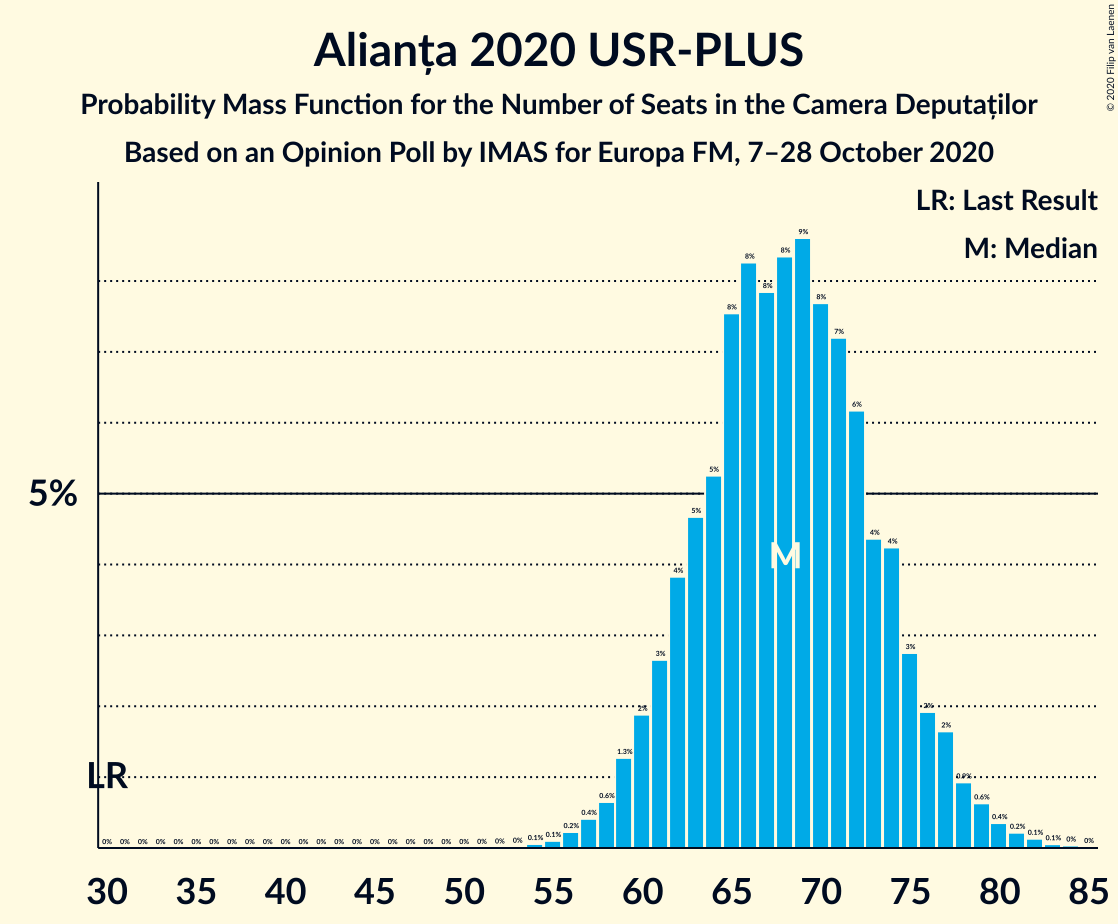 Alianța 2020 USR-PLUS
Probability Mass Function for the Number of Seats in the Camera Deputaților
Based on an Opinion Poll by IMAS for Europa FM, 7–28 October 2020
© 2020 Filip van Laenen
LR: Last Result
M: Median
5%
LR
M
0% 0% 0% 0% 0% 0% 0% 0% 0% 0% 0% 0% 0% 0% 0% 0% 0% 0% 0% 0% 0% 0% 0% 0% 0.1% 0.1% 0.2% 0.4% 0.6% 1.3% 2% 3% 4% 5% 5% 8% 8% 8% 8% 9% 8% 7% 6% 4% 4% 3% 2% 2% 0.9% 0.6% 0.4% 0.2% 0.1% 0.1% 0% 0%
30 35 40 45 50 55 60 65 70 75 80 85